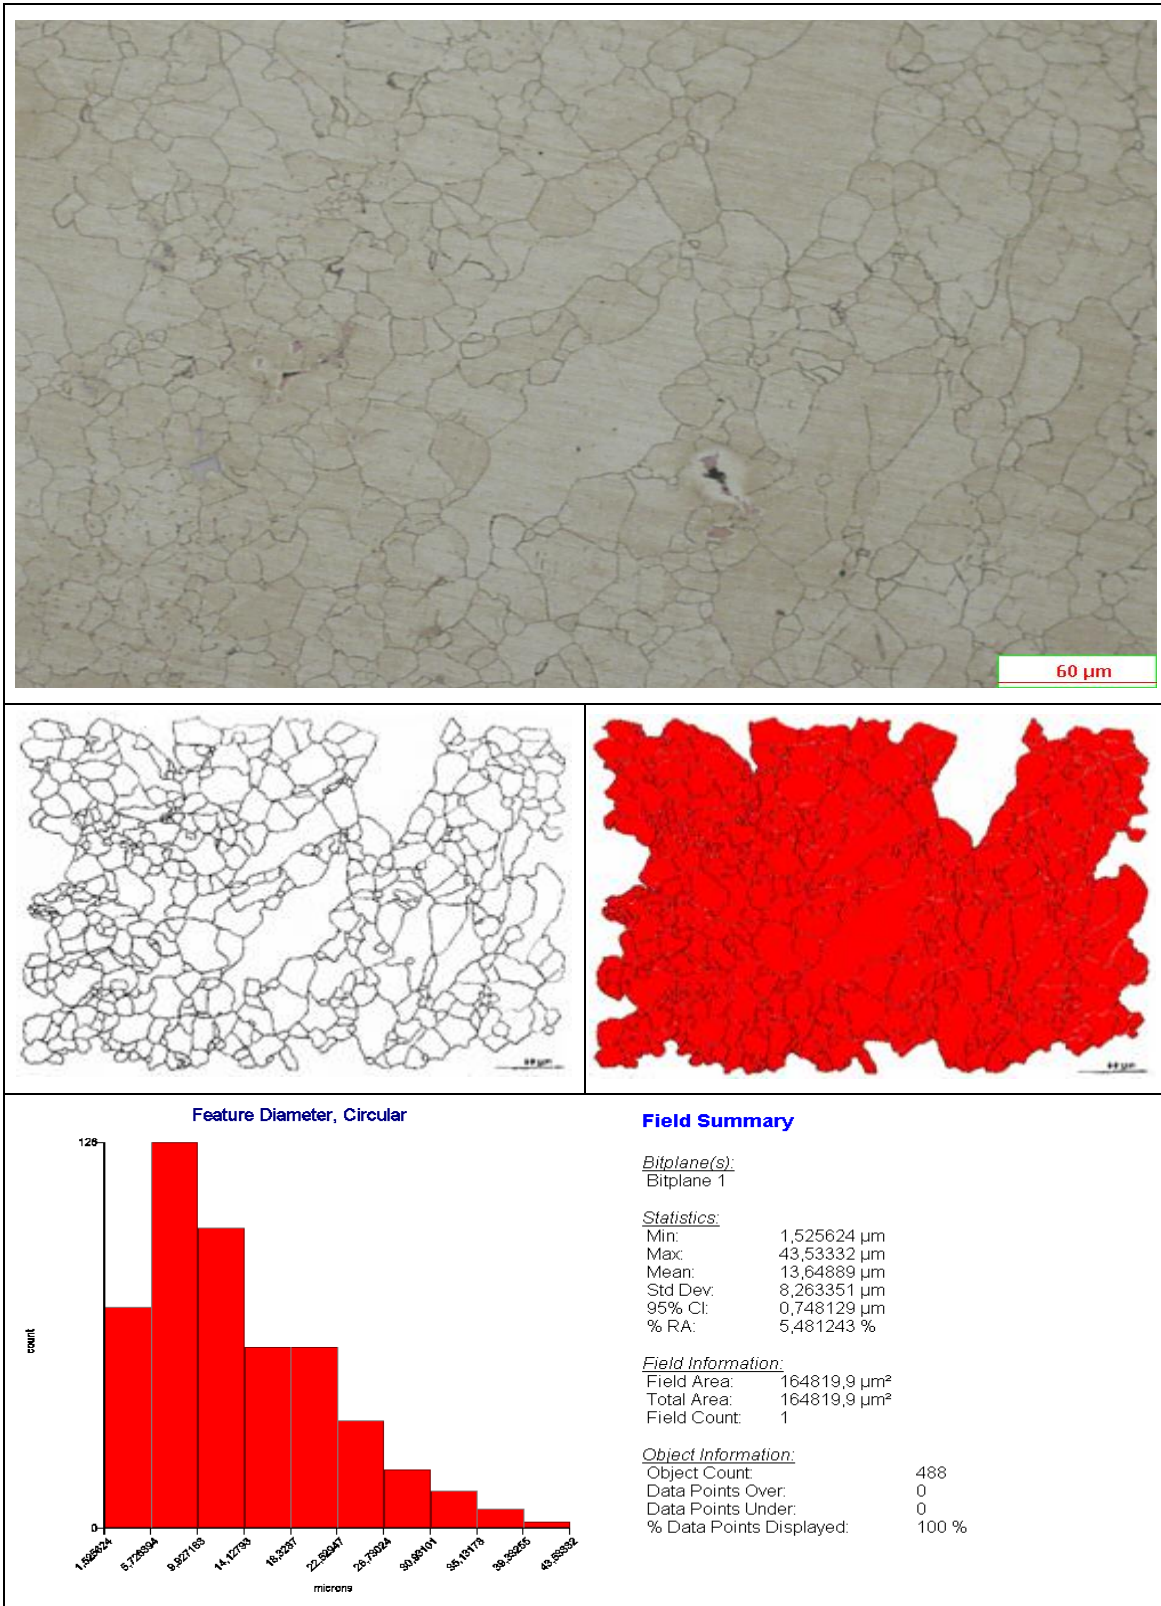 60 µm
Feature Diameter, Circular
126
count
0
1,525624
5,726394
9,927163
14,12793
18,3287
22,52947
26,73024
30,93101
35,13178
39,33255
43,53332
microns
Field Summary
Bitplane(s):
Bitplane 1
Statistics:
Min: 1,525624 µm
Max: 43,53332 µm
Mean: 13,64889 µm
Std Dev: 8,263351 µm
95% CI: 0,748129 µm
% RA: 5,481243 %
Field Information:
Field Area: 164819,9 µm²
Total Area: 164819,9 µm²
Field Count: 1
Object Information:
Object Count: 488
Data Points Over: 0
Data Points Under: 0
% Data Points Displayed: 100 %